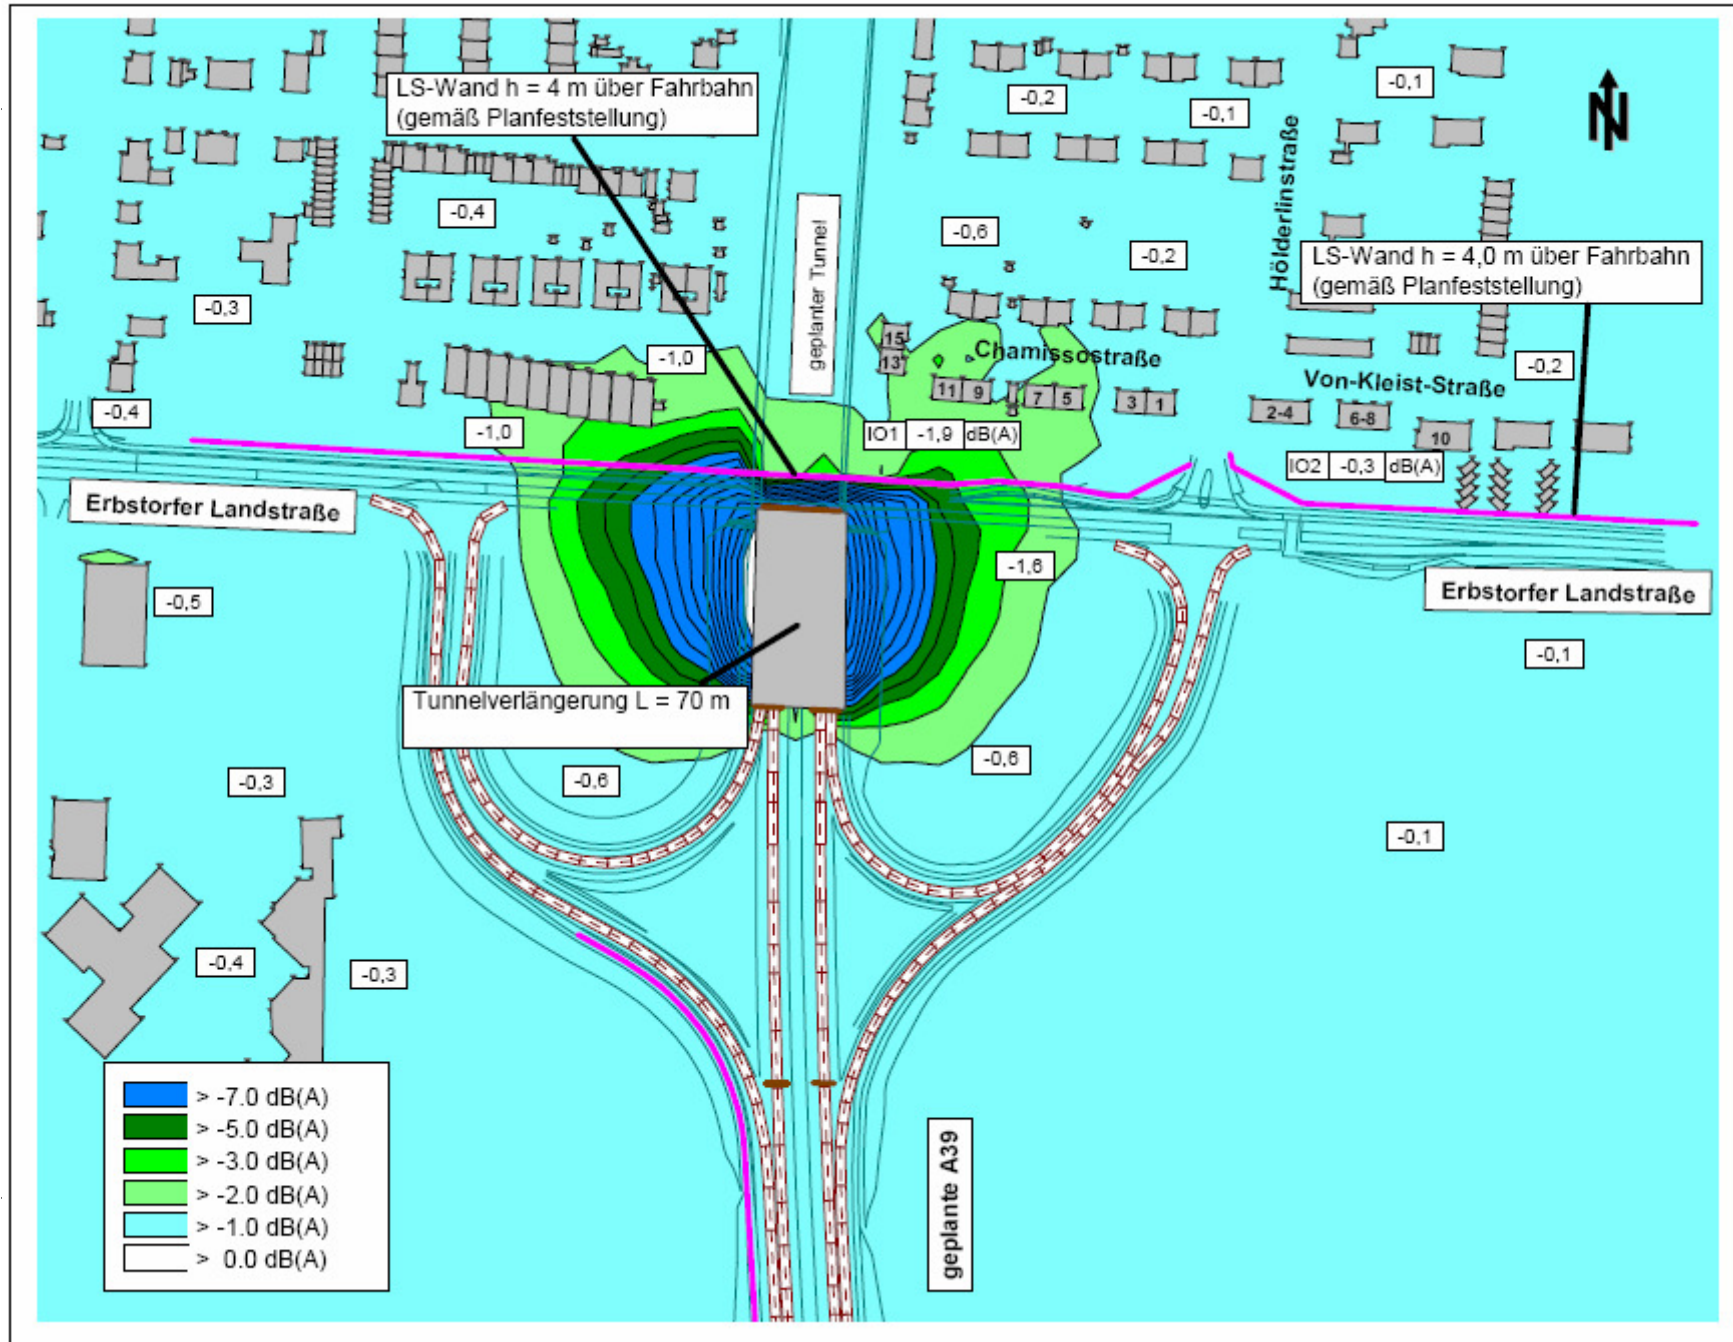 LS-Wand h = 4 m über Fahrbahn
(gemäß Planfeststellung)
-0,2
-0,1
-0,1
N
Hölderlinstraße
-0,4
geplanter Tunnel
-0,6
-0,2
LS-Wand h = 4,0 m über Fahrbahn
(gemäß Planfeststellung)
-0,3
-1,0
15
13
Chamissostraße
-0,2
Von-Kleist-Straße
11
9
7
5
3
1
2-4
6-8
10
-0,4
-1,0
IO1 -1,9 dB(A)
IO2 -0,3 dB(A)
Erbstorfer Landstraße
-1,6
Erbstorfer Landstraße
-0,5
-0,1
Tunnelverlängerung L = 70 m
-0,3
-0,6
-0,6
-0,1
-0,4
-0,3
> -7.0 dB(A)
> -5.0 dB(A)
> -3.0 dB(A)
> -2.0 dB(A)
> -1.0 dB(A)
> 0.0 dB(A)
geplante A39